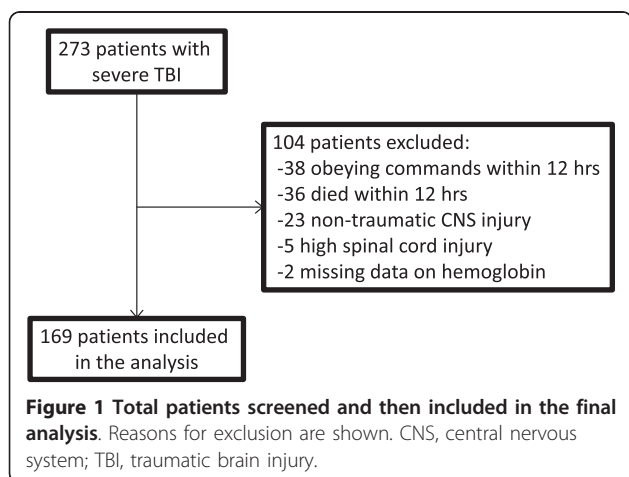 273 patients with
severe TBI
104 patients excluded:
-38 obeying commands within 12 hrs
-36 died within 12 hrs
-23 non-traumatic CNS injury
-5 high spinal cord injury
-2 missing data on hemoglobin
169 patients included
in the analysis
Figure 1 Total patients screened and then included in the final
analysis. Reasons for exclusion are shown. CNS, central nervous
system; TBI, traumatic brain injury.